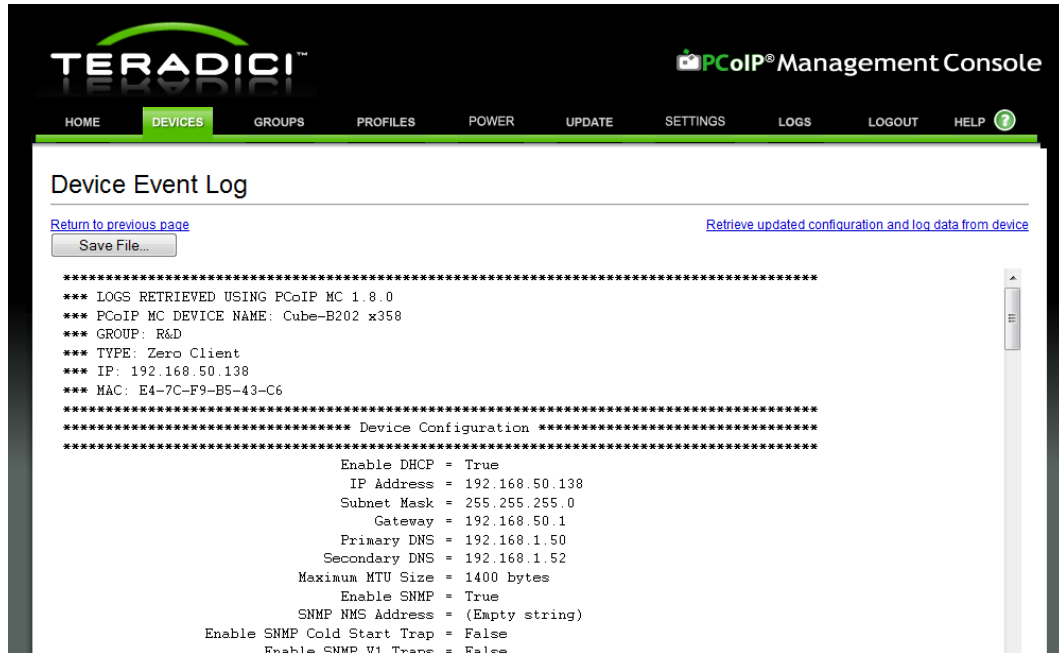 TERADICI™
PCoIP® Management Console
HOME DEVICES GROUPS PROFILES POWER UPDATE SETTINGS LOGS LOGOUT HELP ?
Device Event Log
Return to previous page Retrieve updated configuration and log data from device
Save File...
*****************************************************************************************
*** LOGS RETRIEVED USING PCoIP MC 1.8.0
*** PCoIP MC DEVICE NAME: Cube-B202 x358
*** GROUP: R&D
*** TYPE: Zero Client
*** IP: 192.168.50.138
*** MAC: E4-7C-F9-B5-43-C6
*****************************************************************************************
********************************** Device Configuration *********************************
*****************************************************************************************
Enable DHCP = True
IP Address = 192.168.50.138
Subnet Mask = 255.255.255.0
Gateway = 192.168.50.1
Primary DNS = 192.168.1.50
Secondary DNS = 192.168.1.52
Maximum MTU Size = 1400 bytes
Enable SNMP = True
SNMP NMS Address = (Empty string)
Enable SNMP Cold Start Trap = False
Enable SNMP V1 Traps = False